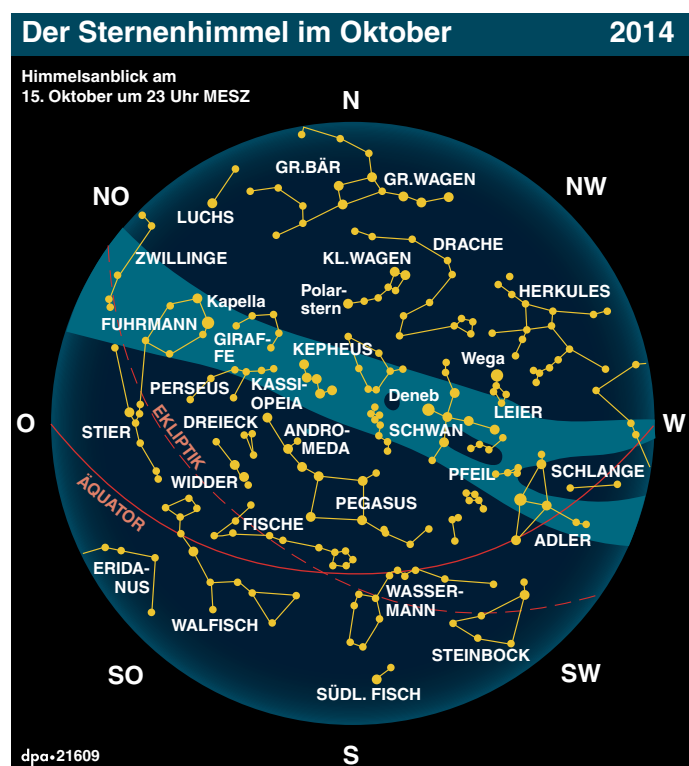 Der Sternenhimmel im Oktober 2014
Himmelsanblick am
15. Oktober um 23 Uhr MESZ
N
NO
NW
GR.BÄR
GR.WAGEN
LUCHS
ZWILLINGE
KL.WAGEN
DRACHE
Polar-
stern
HERKULES
Kapella
FUHRMANN
GIRAF-
FE
KEPHEUS
Wega
PERSEUS
KASSI-
OPEIA
Deneb
LEIER
O
W
STIER
EKLIPTIK
DREIECK
ANDRO-
MEDA
SCHWAN
PFEIL
SCHLANGE
WIDDER
ÄQUATOR
PEGASUS
FISCHE
ADLER
ERIDA-
NUS
WALFISCH
WASSER-
MANN
STEINBOCK
SO
SW
SÜDL. FISCH
S
dpa•21609